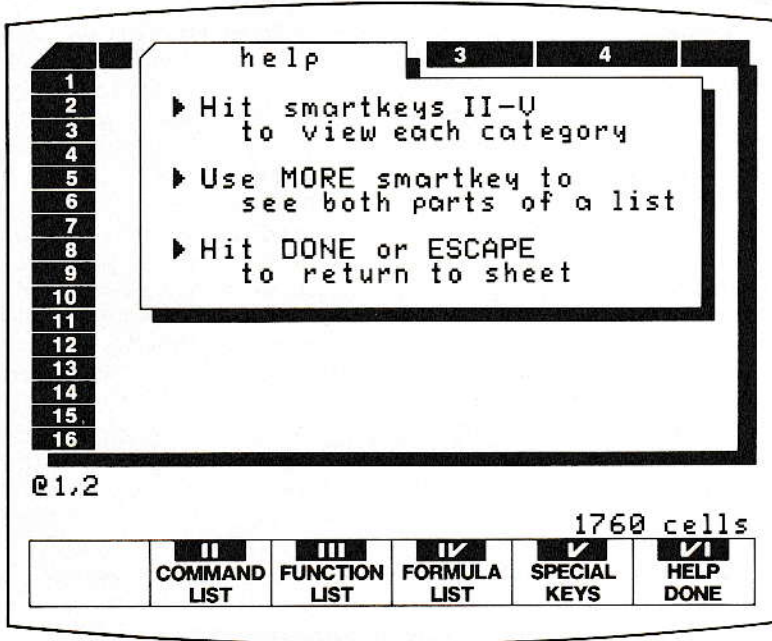 help 3 4
1
2
3
4
5
6
7
8
9
10
11
12
13
14
15
16
▶ Hit smartkeys II-V
to view each category
▶ Use MORE smartkey to
see both parts of a list
▶ Hit DONE or ESCAPE
to return to sheet
@1,2
1760 cells
II III IV V VI
COMMAND FUNCTION FORMULA SPECIAL HELP
LIST LIST LIST KEYS DONE